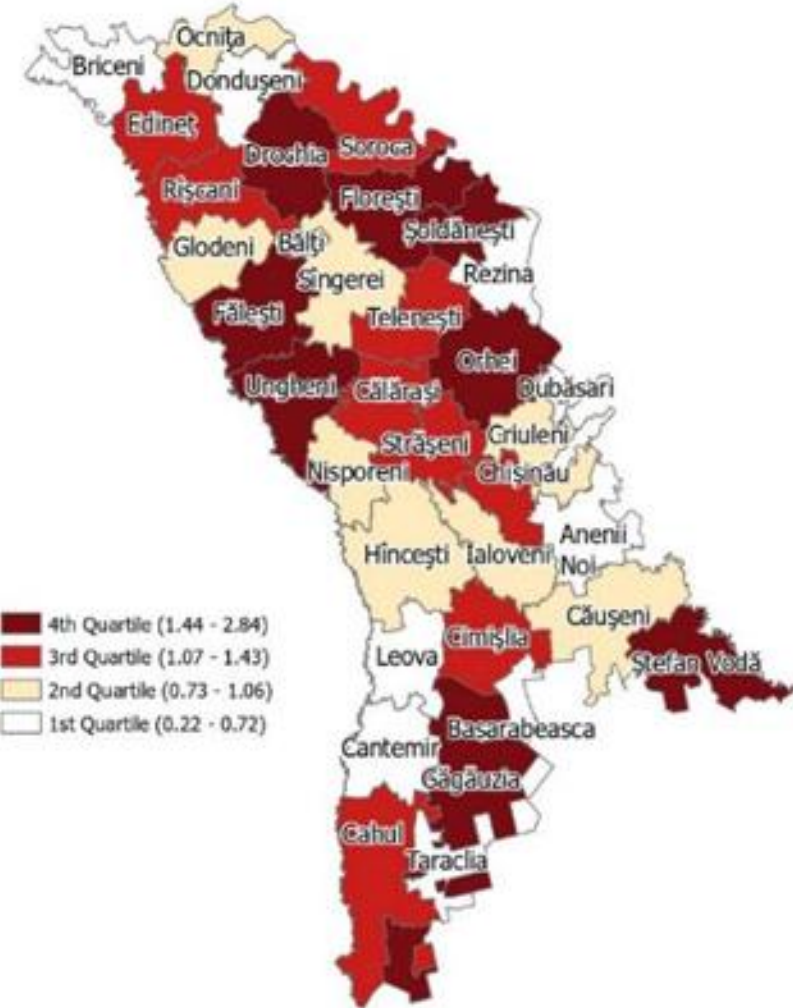 Ocnița
Briceni
Dondușeni
Edineț
Drochia
Soroca
Rîșcani
Florești
Șoldănești
Glodeni
Bălți
Sîngerei
Rezina
Fălești
Telenești
Orhei
Ungheni
Călărași
Dubăsari
Criuleni
Strășeni
Nisporeni
Chișinău
Anenii
Noi
Hîncești
Ialoveni
Căușeni
4th Quartile (1.44 - 2.84)
3rd Quartile (1.07 - 1.43)
2nd Quartile (0.73 - 1.06)
1st Quartile (0.22 - 0.72)
Cimișlia
Leova
Ștefan Vodă
Basarabeasca
Cantemir
Găgăuzia
Cahul
Taraclia